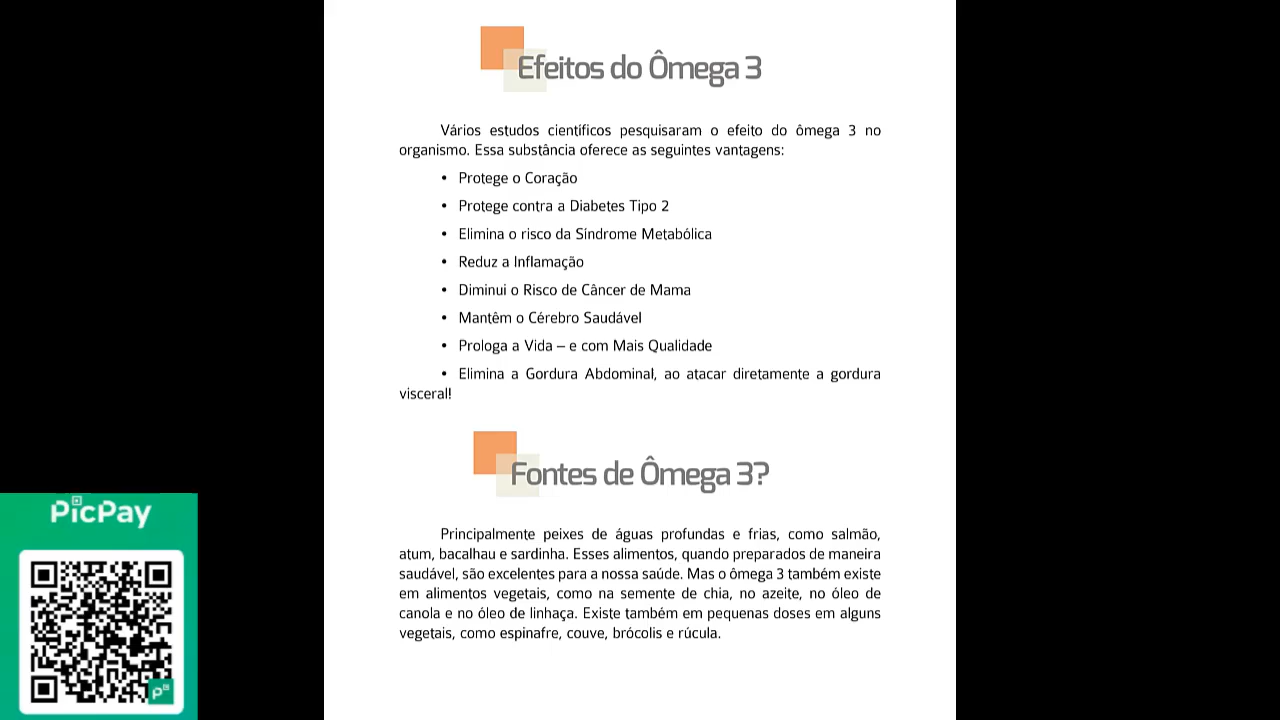 Efeitos do Ômega 3
Vários estudos científicos pesquisaram o efeito do ômega 3 no
organismo. Essa substância oferece as seguintes vantagens:
• Protege o Coração
• Protege contra a Diabetes Tipo 2
• Elimina o risco da Síndrome Metabólica
• Reduz a Inflamação
• Diminui o Risco de Câncer de Mama
• Mantêm o Cérebro Saudável
• Prologa a Vida – e com Mais Qualidade
• Elimina a Gordura Abdominal, ao atacar diretamente a gordura
visceral!
Fontes de Ômega 3?
Principalmente peixes de águas profundas e frias, como salmão,
atum, bacalhau e sardinha. Esses alimentos, quando preparados de maneira
saudável, são excelentes para a nossa saúde. Mas o ômega 3 também existe
em alimentos vegetais, como na semente de chia, no azeite, no óleo de
canola e no óleo de linhaça. Existe também em pequenas doses em alguns
vegetais, como espinafre, couve, brócolis e rúcula.
PicPay